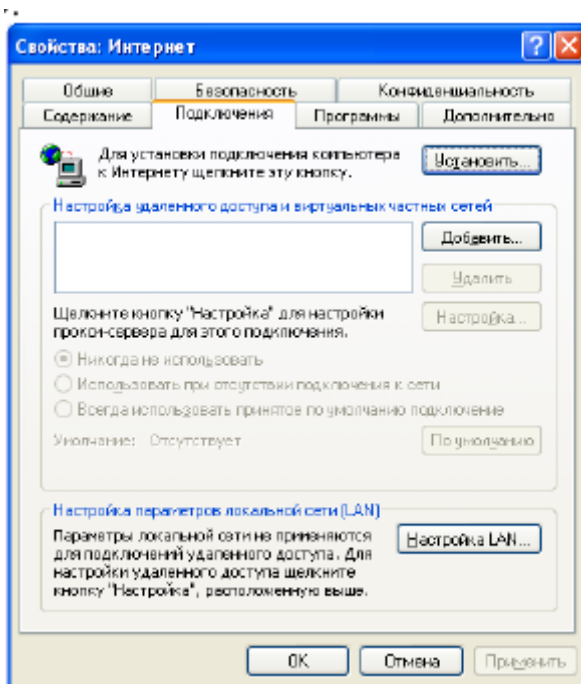 Свойства: Интернет
Общие Безопасность Конфиденциальность
Содержание Подключения Программы Дополнительно
Для установки подключения компьютера
к Интернету щелкните эту кнопку.
Установить...
Настройка удаленного доступа и виртуальных частных сетей
Добавить...
Удалить
Щелкните кнопку "Настройка" для настройки
прокси-сервера для этого подключения.
Настройка...
Никогда не использовать
Использовать при отсутствии подключения к сети
Всегда использовать принятое по умолчанию подключение
Умолчание: Отсутствует
По умолчанию
Настройка параметров локальной сети (LAN)
Параметры локальной сети не применяются
для подключений удаленного доступа. Для
настройки удаленного доступа щелкните
кнопку "Настройка", расположенную выше.
Настройка LAN...
OK Отмена Применить